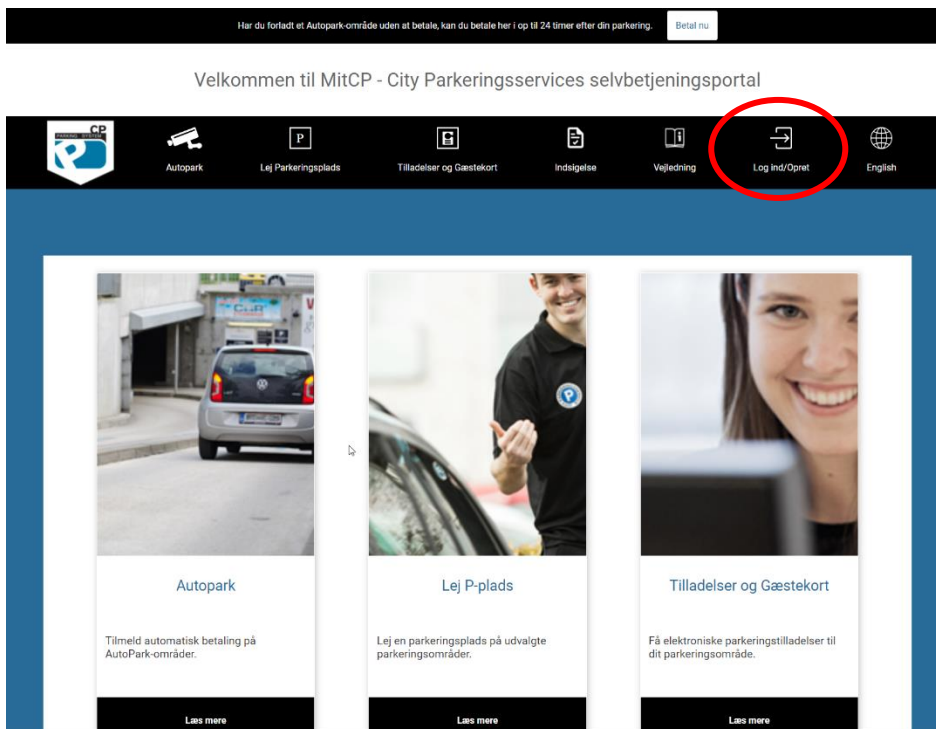 Har du forladt et Autopark-område uden at betale, kan du betale her i op til 24 timer efter din parkering.
Betal nu
Velkommen til MitCP - City Parkeringsservices selvbetjeningsportal
CP
PARKING SYSTEM
Autopark
Lej Parkeringsplads
Tilladelser og Gæstekort
Indsigelse
Vejledning
Log ind/Opret
English
Autopark
Tilmeld automatisk betaling på
AutoPark-områder.
Læs mere
Lej P-plads
Lej en parkeringsplads på udvalgte
parkeringsområder.
Læs mere
Tilladelser og Gæstekort
Få elektroniske parkeringstilladelser til
dit parkeringsområde.
Læs mere